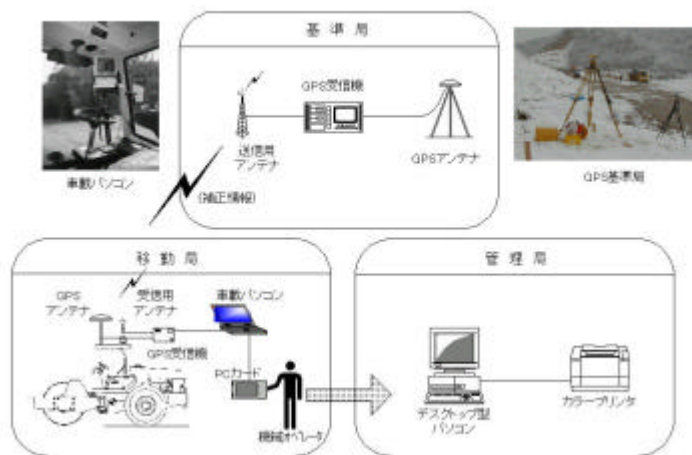 基準局
GPS受信機
送信用
アンテナ
GPSアンテナ
車載パソコン
(補正情報)
GPS基準局
移動局
GPS
アンテナ
受信用
アンテナ
車載パソコン
GPS受信機
PCカード
機械オペレータ
管理局
デスクトップ型
パソコン
カラープリンタ